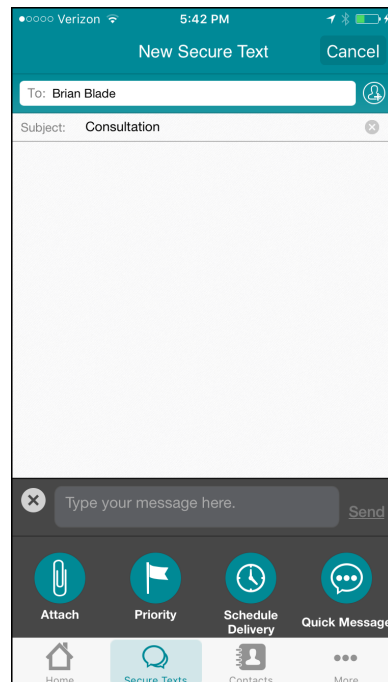 Verizon 5:42 PM
New Secure Text Cancel
To: Brian Blade
Subject: Consultation
Type your message here.
Send
Attach Priority Schedule Delivery Quick Message
Home Secure Texts Contacts More